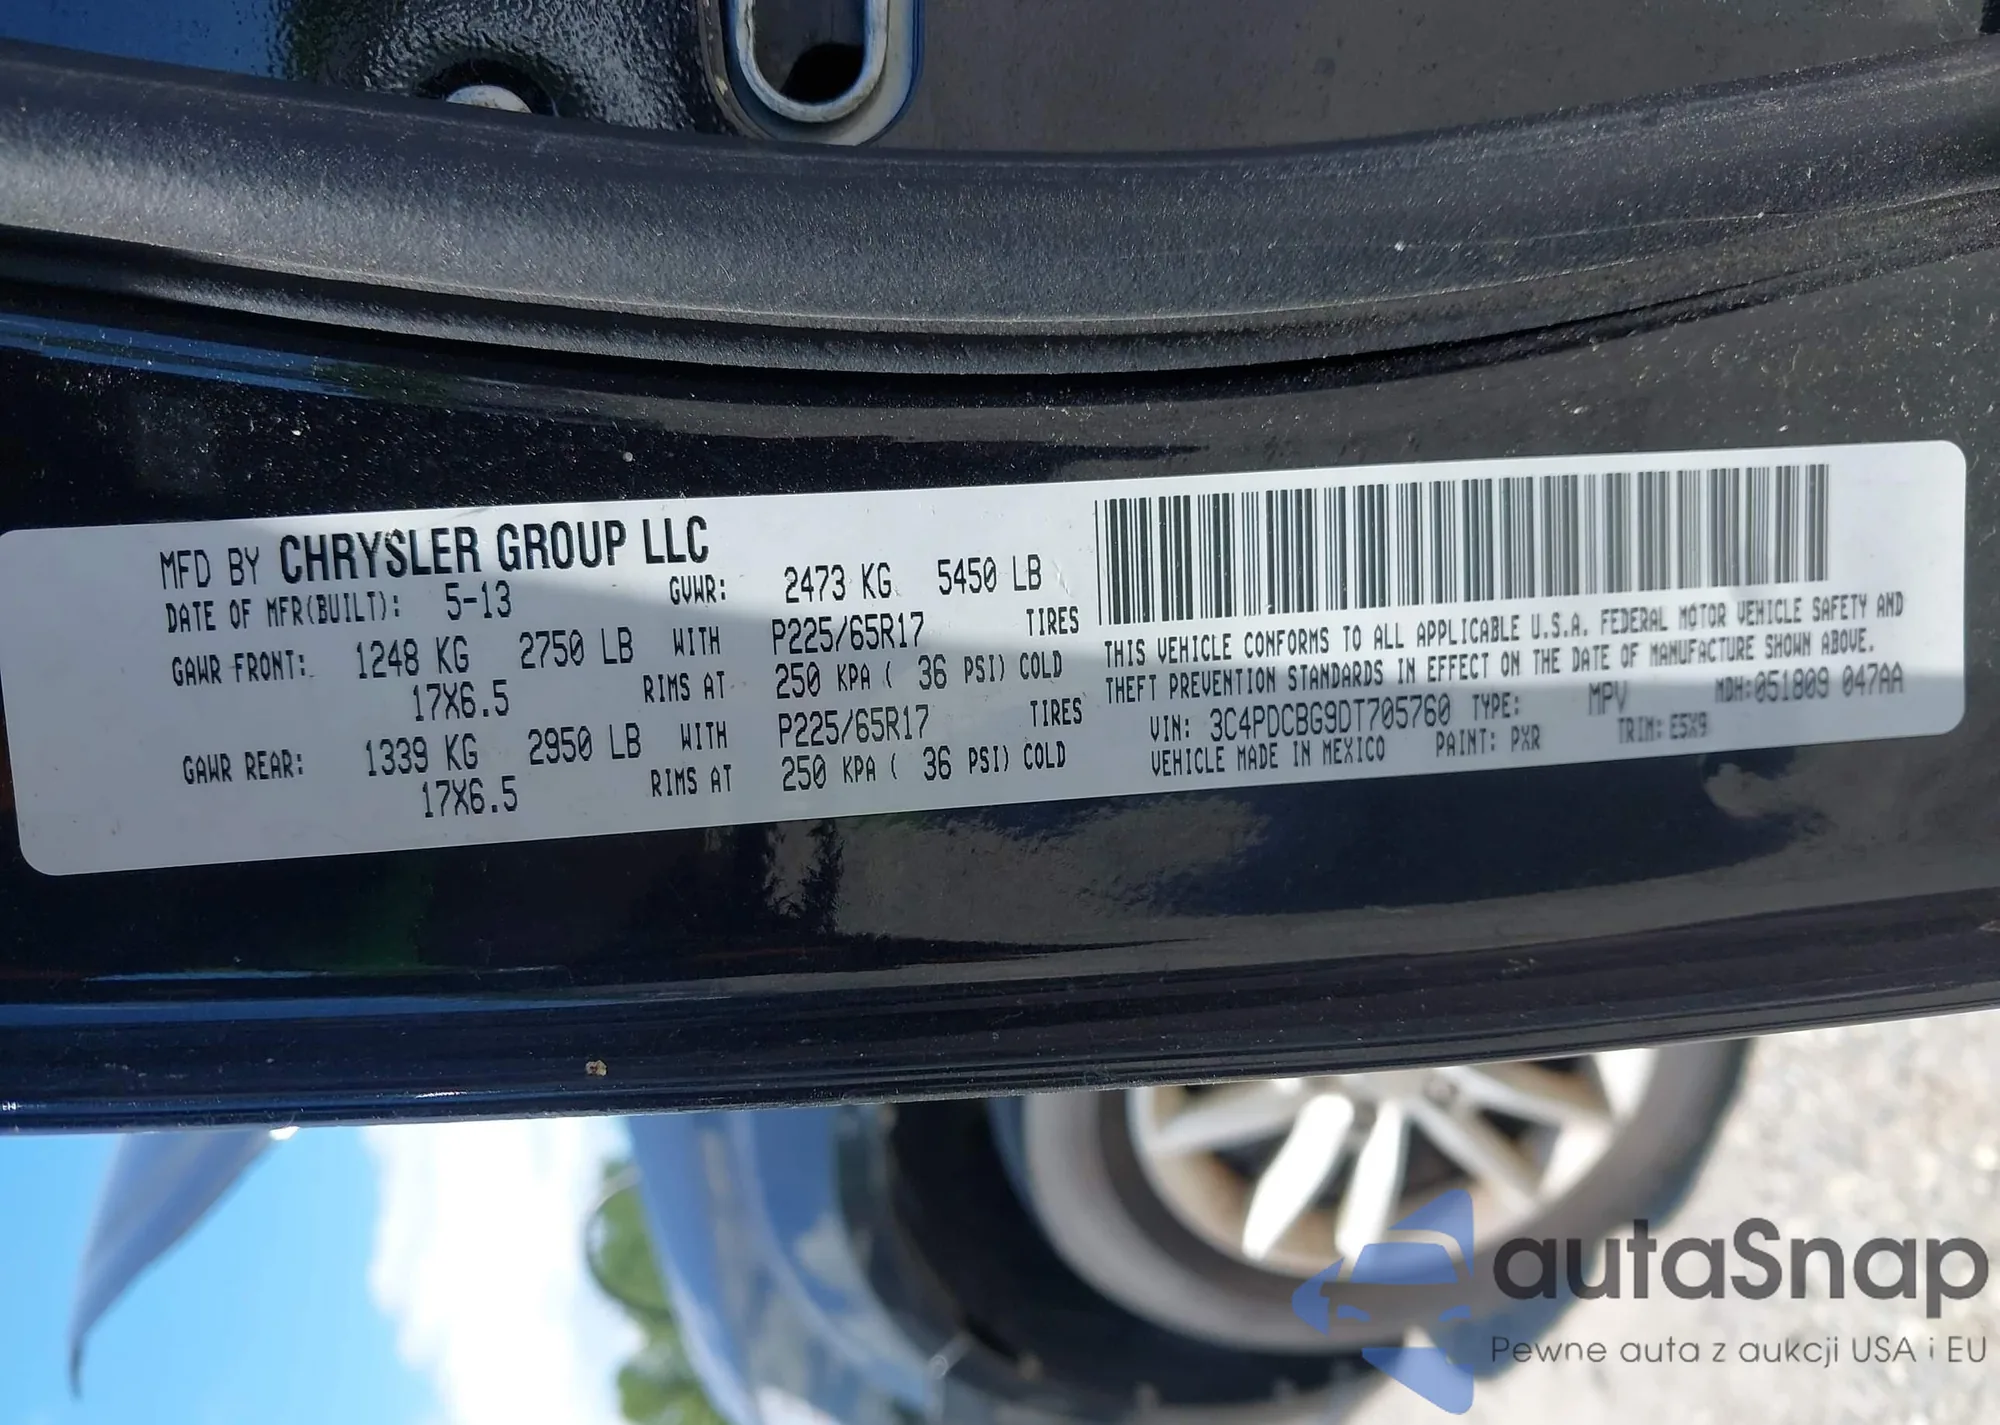 MFD BY CHRYSLER GROUP LLC
DATE OF MFR(BUILT): 5-13 GVWR: 2473 KG 5450 LB
GAWR FRONT: 1248 KG 2750 LB WITH P225/65R17 TIRES
17X6.5 RIMS AT 250 KPA ( 36 PSI) COLD
GAWR REAR: 1339 KG 2950 LB WITH P225/65R17 TIRES
17X6.5 RIMS AT 250 KPA ( 36 PSI) COLD
THIS VEHICLE CONFORMS TO ALL APPLICABLE U.S.A. FEDERAL MOTOR VEHICLE SAFETY AND
THEFT PREVENTION STANDARDS IN EFFECT ON THE DATE OF MANUFACTURE SHOWN ABOVE.
VIN: 3C4PDCBG9DT705760 TYPE: MPV MDH:051809 047AA
VEHICLE MADE IN MEXICO PAINT: PXR TRIM: E5X9
autaSnap
Pewne auta z aukcji USA i EU